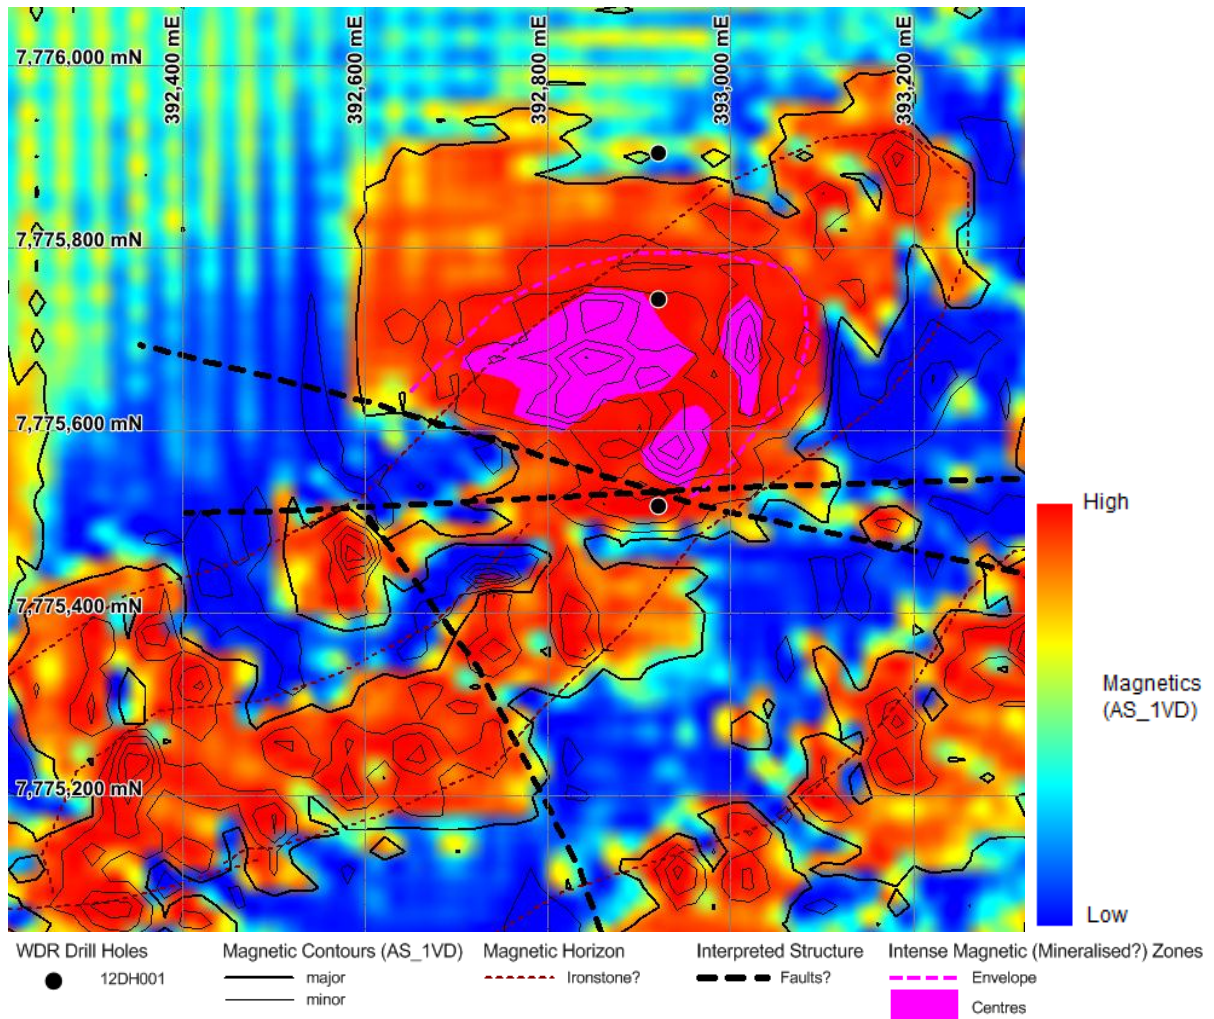 7,776,000 mN
392,400 mE
392,600 mE
392,800 mE
393,000 mE
393,200 mE
7,775,800 mN
7,775,600 mN
7,775,400 mN
7,775,200 mN
High
Magnetics
(AS_1VD)
Low
WDR Drill Holes
12DH001
Magnetic Contours (AS_1VD)
major
minor
Magnetic Horizon
Ironstone?
Interpreted Structure
Faults?
Intense Magnetic (Mineralised?) Zones
Envelope
Centres